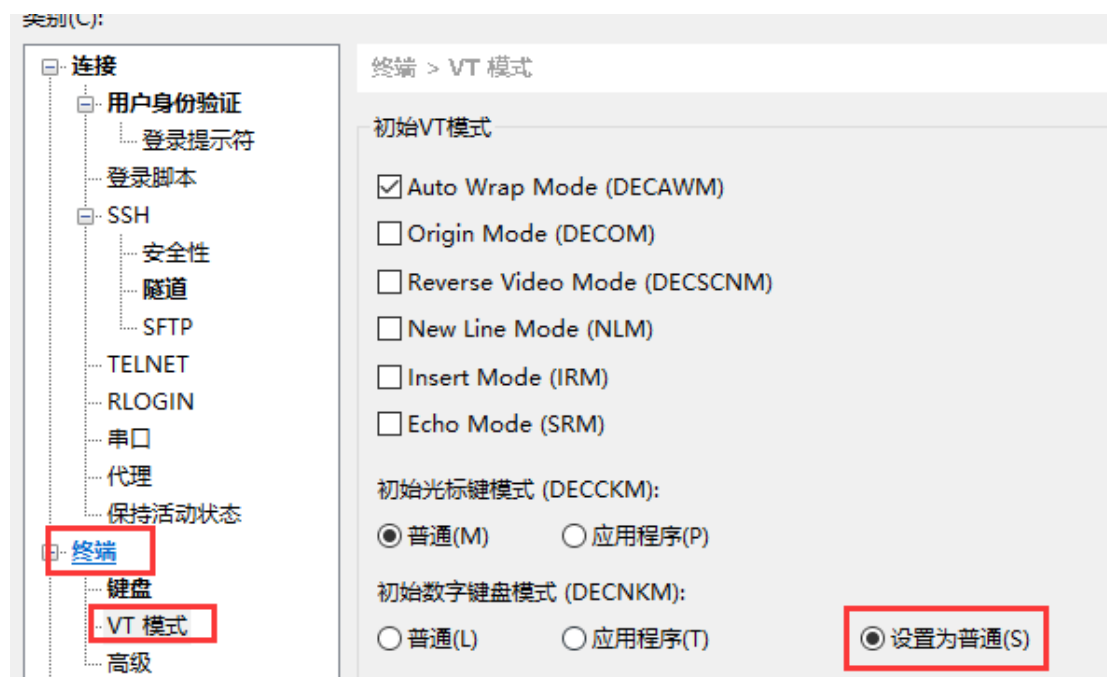 类别(C):
连接
用户身份验证
登录提示符
登录脚本
SSH
安全性
隧道
SFTP
TELNET
RLOGIN
串口
代理
保持活动状态
终端
键盘
VT 模式
高级
终端 > VT 模式
初始VT模式
Auto Wrap Mode (DECAWM)
Origin Mode (DECOM)
Reverse Video Mode (DECSCNM)
New Line Mode (NLM)
Insert Mode (IRM)
Echo Mode (SRM)
初始光标键模式 (DECCKM):
普通(M) 应用程序(P)
初始数字键盘模式 (DECNKM):
普通(L) 应用程序(T) 设置为普通(S)